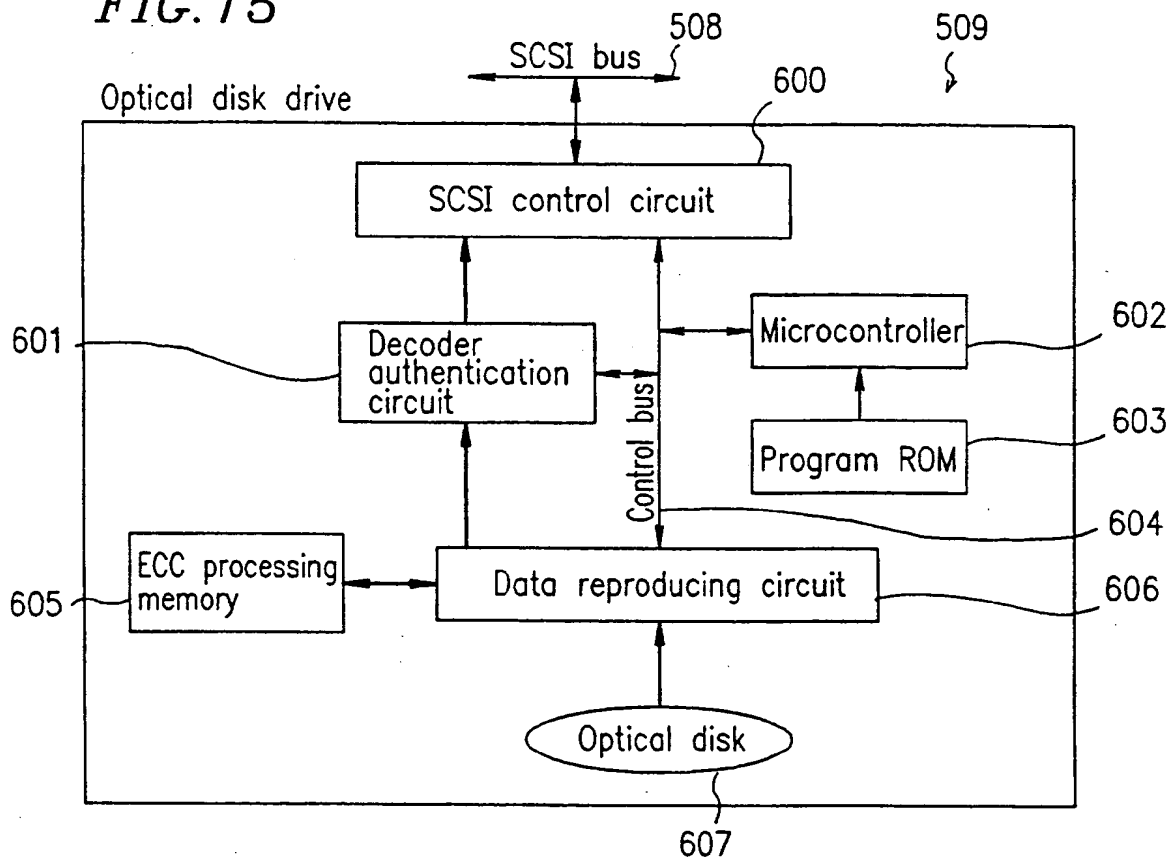 FIG. 75
SCSI bus
508
509
Optical disk drive
600
SCSI control circuit
601
Decoder
authentication
circuit
Control bus
Microcontroller
602
Program ROM
603
604
ECC processing
memory
605
Data reproducing circuit
606
Optical disk
607